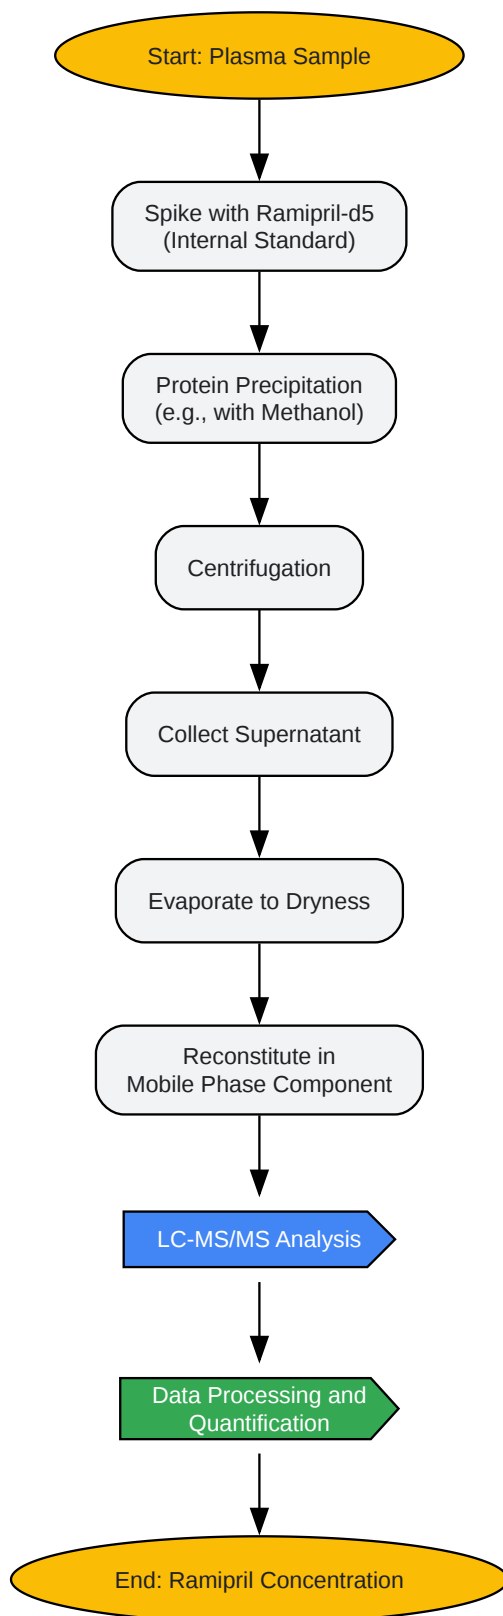 Start: Plasma Sample
Spike with Ramipril-d5
(Internal Standard)
Protein Precipitation
(e.g., with Methanol)
Centrifugation
Collect Supernatant
Evaporate to Dryness
Reconstitute in
Mobile Phase Component
LC-MS/MS Analysis
Data Processing and
Quantification
End: Ramipril Concentration